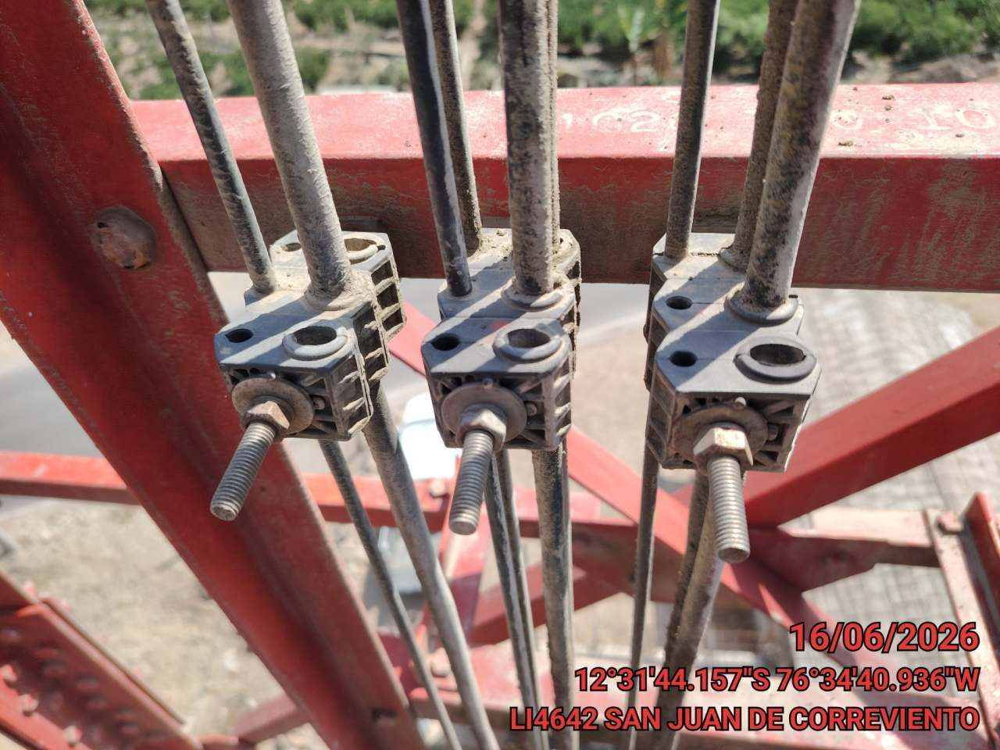 16/06/2026
12°31'44.157"S 76°34'40.936"W
LI4642 SAN JUAN DE CORREVIENTO